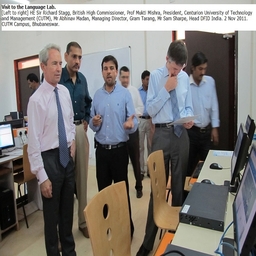 Visit to the Language Lab.
[Left to right] HE Sir Richard Stagg, British High Commissioner, Prof Mukti Mishra, President, Centurion University of Technology
and Management (CUTM), Mr Abhinav Madan, Managing Director, Gram Tarang, Mr Sam Sharpe, Head DFID India. 2 Nov 2011.
CUTM Campus, Bhubaneswar.